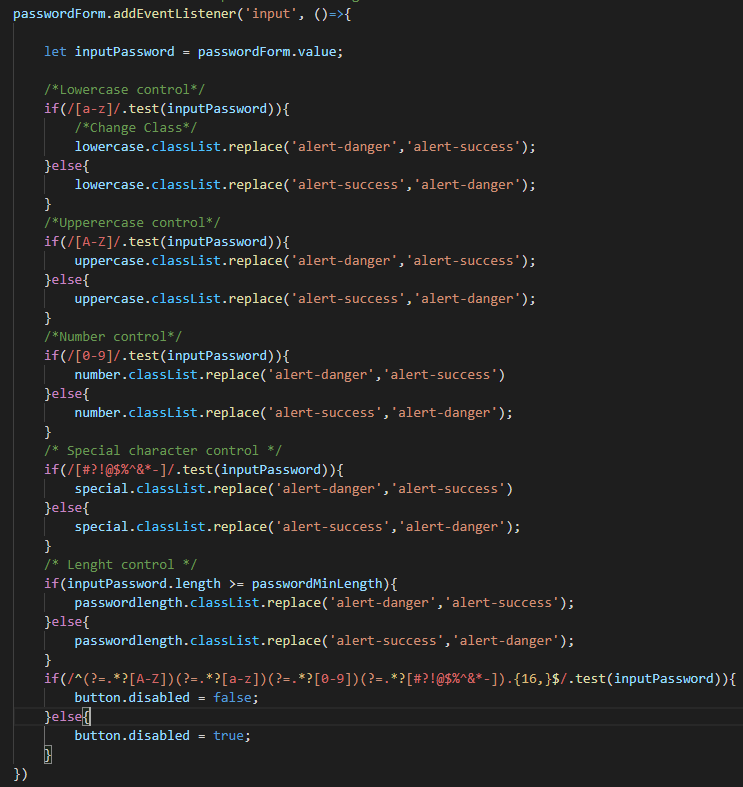 passwordForm.addEventListener('input', ()=>{
let inputPassword = passwordForm.value;
/*Lowercase control*/
if(/[a-z]/.test(inputPassword)){
/*Change Class*/
lowercase.classList.replace('alert-danger','alert-success');
}else{
lowercase.classList.replace('alert-success','alert-danger');
}
/*Upperercase control*/
if(/[A-Z]/.test(inputPassword)){
uppercase.classList.replace('alert-danger','alert-success');
}else{
uppercase.classList.replace('alert-success','alert-danger');
}
/*Number control*/
if(/[0-9]/.test(inputPassword)){
number.classList.replace('alert-danger','alert-success')
}else{
number.classList.replace('alert-success','alert-danger');
}
/* Special character control */
if(/[#?!@$%^&*-]/.test(inputPassword)){
special.classList.replace('alert-danger','alert-success')
}else{
special.classList.replace('alert-success','alert-danger');
}
/* Lenght control */
if(inputPassword.length >= passwordMinLength){
passwordlength.classList.replace('alert-danger','alert-success');
}else{
passwordlength.classList.replace('alert-success','alert-danger');
}
if(/^(?=.*?[A-Z])(?=.*?[a-z])(?=.*?[0-9])(?=.*?[#?!@$%^&*-]).{16,}$/.test(inputPassword)){
button.disabled = false;
}else{
button.disabled = true;
}
})